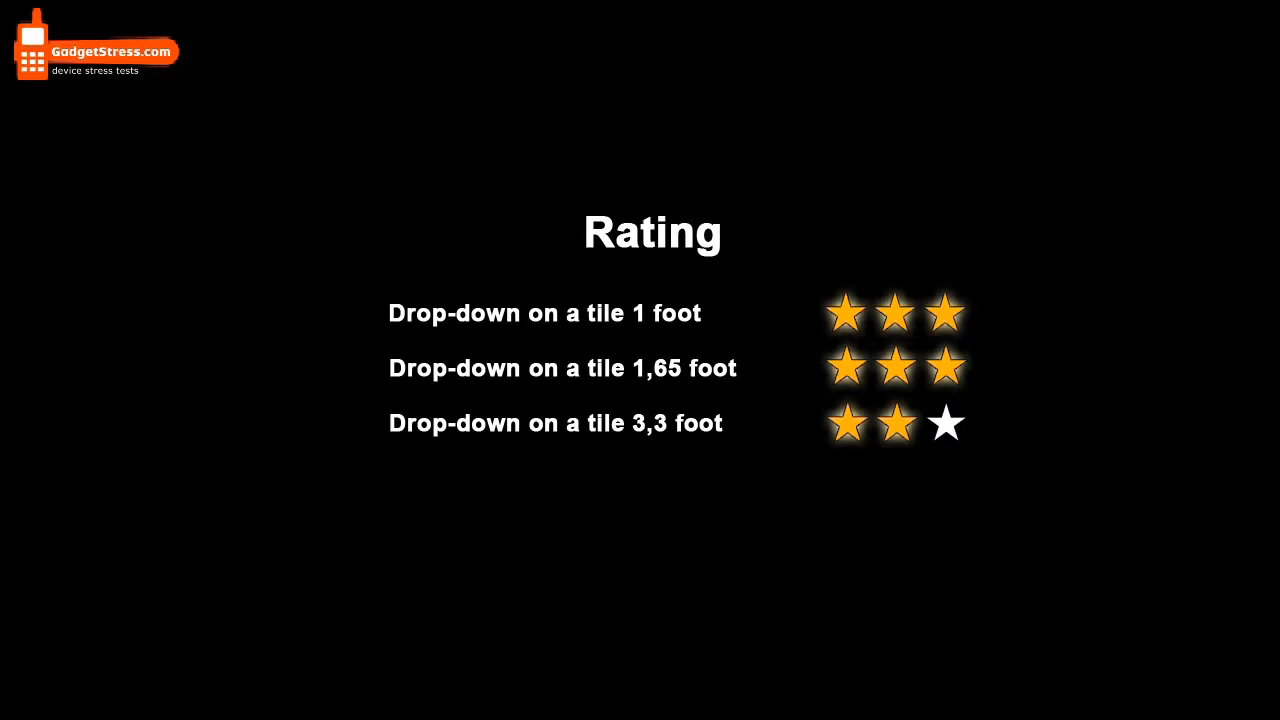 GadgetStress.com
device stress tests
Rating
Drop-down on a tile 1 foot
Drop-down on a tile 1,65 foot
Drop-down on a tile 3,3 foot